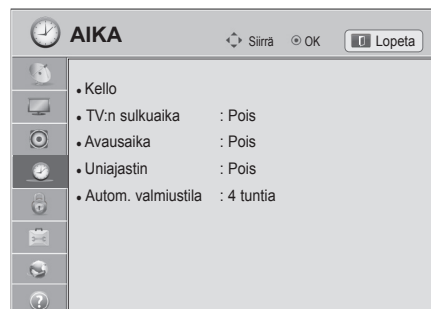 AIKA
Siirrä OK Lopeta
• Kello
• TV:n sulkuaika : Pois
• Avausaika : Pois
• Uniajastin : Pois
• Autom. valmiustila : 4 tuntia